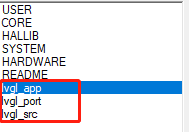 USER
CORE
HALLIB
SYSTEM
HARDWARE
README
lvgl_app
lvgl_port
lvgl_src